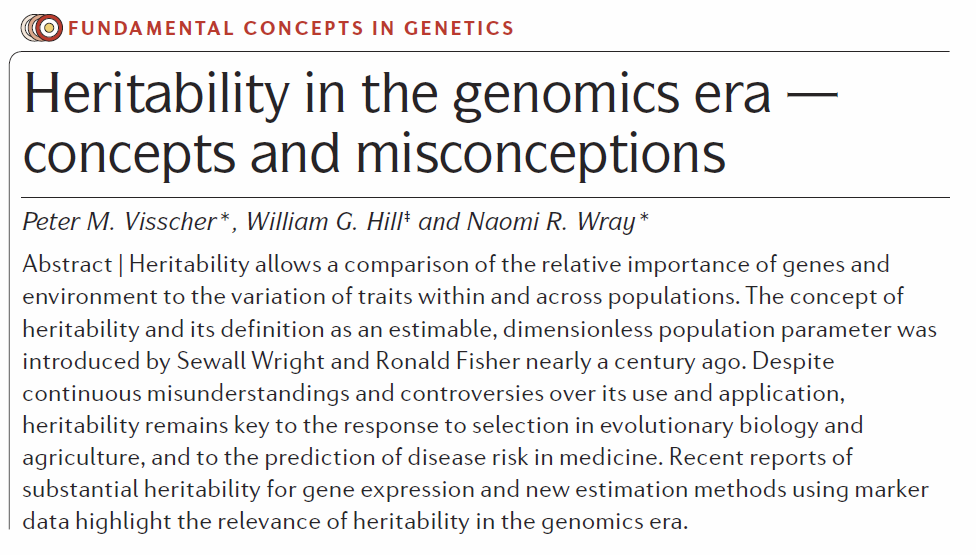 FUNDAMENTAL CONCEPTS IN GENETICS
Heritability in the genomics era —
concepts and misconceptions
Peter M. Visscher*, William G. Hill‡ and Naomi R. Wray*
Abstract | Heritability allows a comparison of the relative importance of genes and
environment to the variation of traits within and across populations. The concept of
heritability and its definition as an estimable, dimensionless population parameter was
introduced by Sewall Wright and Ronald Fisher nearly a century ago. Despite
continuous misunderstandings and controversies over its use and application,
heritability remains key to the response to selection in evolutionary biology and
agriculture, and to the prediction of disease risk in medicine. Recent reports of
substantial heritability for gene expression and new estimation methods using marker
data highlight the relevance of heritability in the genomics era.